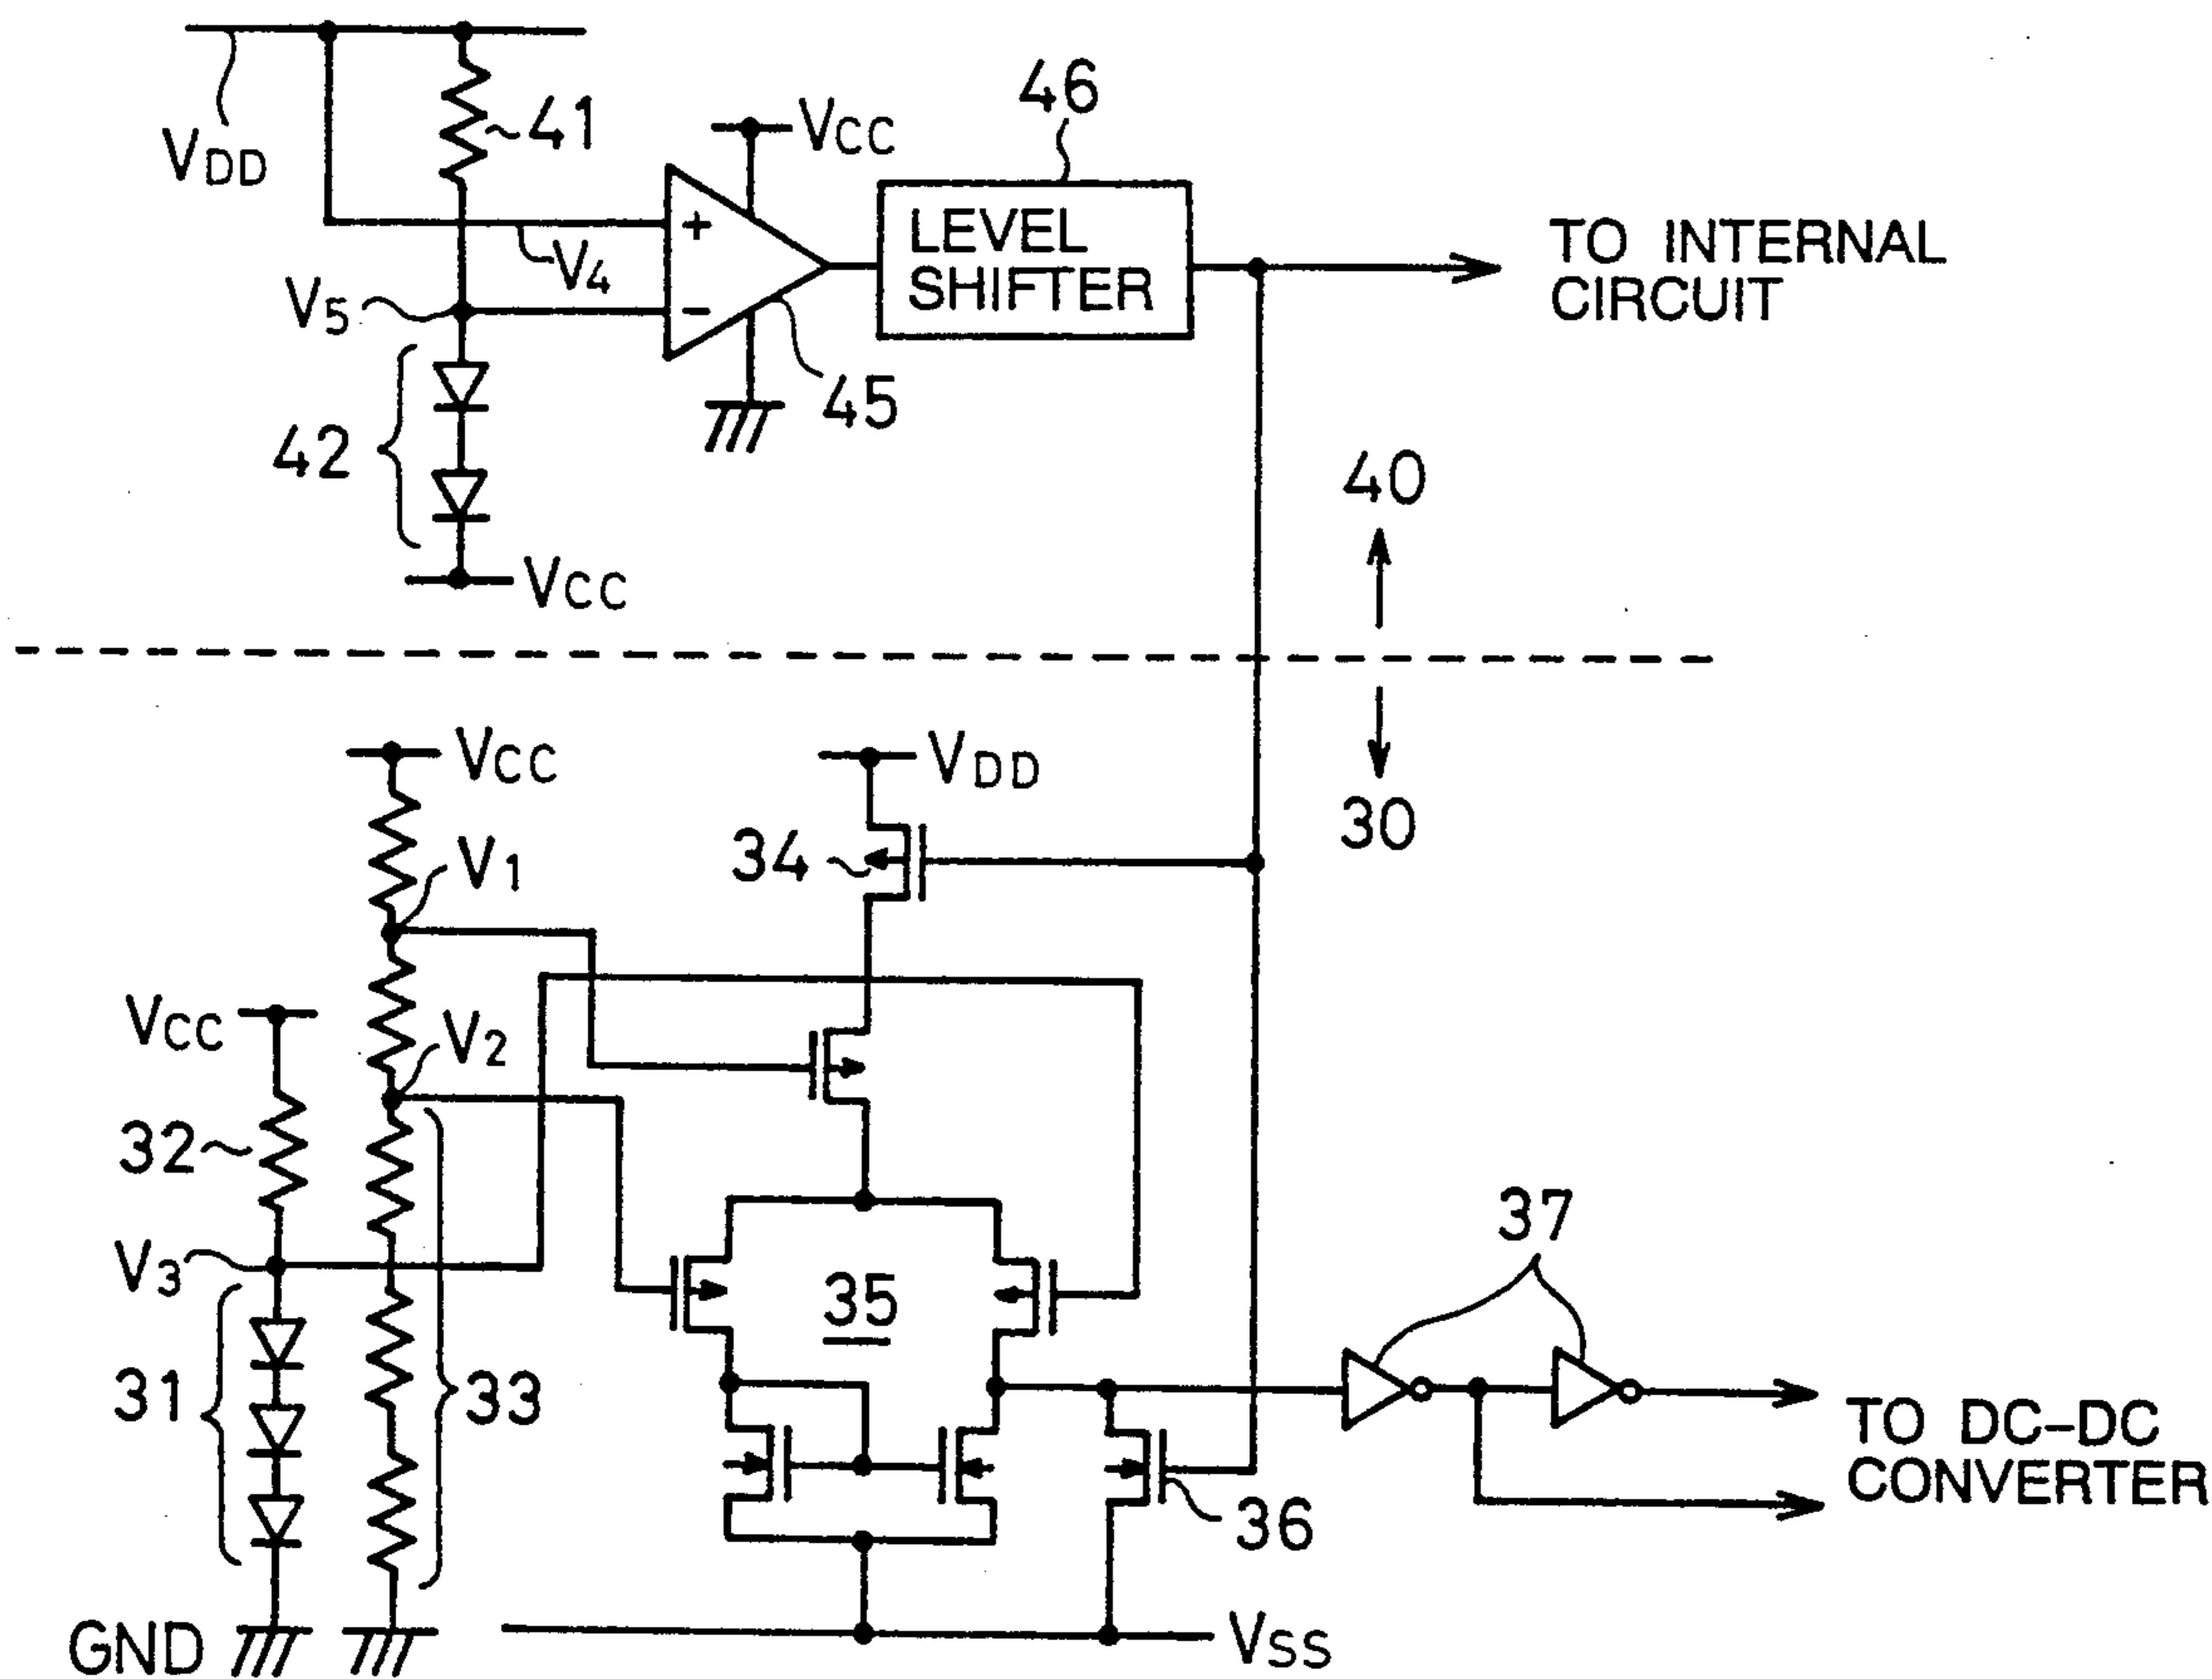 46
41
VCC
VDD
LEVEL
SHIFTER
TO INTERNAL
CIRCUIT
+
V4
V5
−
45
42
40
VCC
VCC
VDD
30
34
V1
VCC
V2
32
37
V3
35
31
33
TO DC-DC
CONVERTER
36
GND
VSS